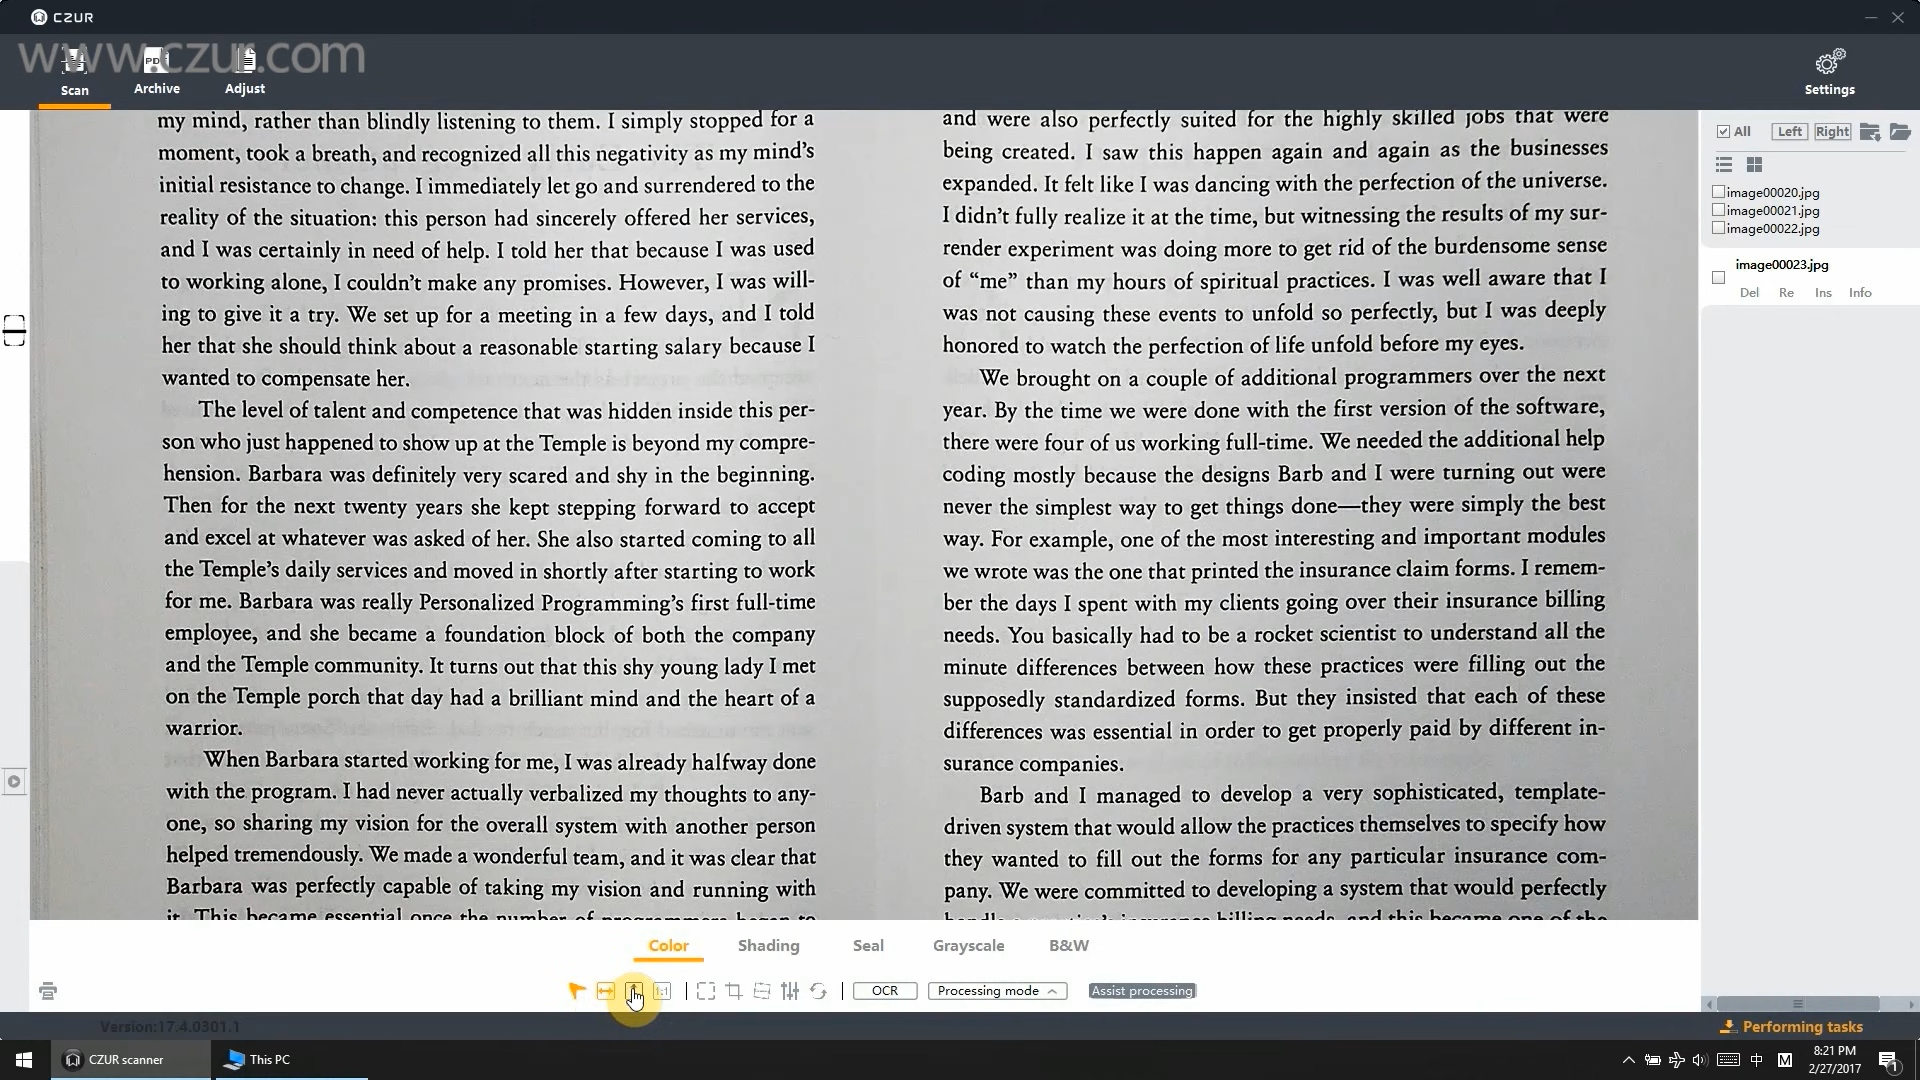 CZUR
www.czur.com
Scan
Archive
Adjust
Settings
my mind, rather than blindly listening to them. I simply stopped for a
moment, took a breath, and recognized all this negativity as my mind's
initial resistance to change. I immediately let go and surrendered to the
reality of the situation: this person had sincerely offered her services,
and I was certainly in need of help. I told her that because I was used
to working alone, I couldn't make any promises. However, I was will-
ing to give it a try. We set up for a meeting in a few days, and I told
her that she should think about a reasonable starting salary because I
wanted to compensate her.
The level of talent and competence that was hidden inside this per-
son who just happened to show up at the Temple is beyond my compre-
hension. Barbara was definitely very scared and shy in the beginning.
Then for the next twenty years she kept stepping forward to accept
and excel at whatever was asked of her. She also started coming to all
the Temple's daily services and moved in shortly after starting to work
for me. Barbara was really Personalized Programming's first full-time
employee, and she became a foundation block of both the company
and the Temple community. It turns out that this shy young lady I met
on the Temple porch that day had a brilliant mind and the heart of a
warrior.
When Barbara started working for me, I was already halfway done
with the program. I had never actually verbalized my thoughts to any-
one, so sharing my vision for the overall system with another person
helped tremendously. We made a wonderful team, and it was clear that
Barbara was perfectly capable of taking my vision and running with
it. This became essential once the number of programmers began to
and were also perfectly suited for the highly skilled jobs that were
being created. I saw this happen again and again as the businesses
expanded. It felt like I was dancing with the perfection of the universe.
I didn't fully realize it at the time, but witnessing the results of my sur-
render experiment was doing more to get rid of the burdensome sense
of “me” than my hours of spiritual practices. I was well aware that I
was not causing these events to unfold so perfectly, but I was deeply
honored to watch the perfection of life unfold before my eyes.
We brought on a couple of additional programmers over the next
year. By the time we were done with the first version of the software,
there were four of us working full-time. We needed the additional help
coding mostly because the designs Barb and I were turning out were
never the simplest way to get things done—they were simply the best
way. For example, one of the most interesting and important modules
we wrote was the one that printed the insurance claim forms. I remem-
ber the days I spent with my clients going over their insurance billing
needs. You basically had to be a rocket scientist to understand all the
minute differences between how these practices were filling out the
supposedly standardized forms. But they insisted that each of these
differences was essential in order to get properly paid by different in-
surance companies.
Barb and I managed to develop a very sophisticated, template-
driven system that would allow the practices themselves to specify how
they wanted to fill out the forms for any particular insurance com-
pany. We were committed to developing a system that would perfectly
handle a practice's insurance billing needs, and this became one of the
All
Left
Right
image00020.jpg
image00021.jpg
image00022.jpg
image00023.jpg
Del Re Ins Info
Color
Shading
Seal
Grayscale
B&W
1:1
OCR
Processing mode
Assist processing
Version:17.4.0301.1
Performing tasks
CZUR scanner
This PC
中
M
8:21 PM
2/27/2017
1